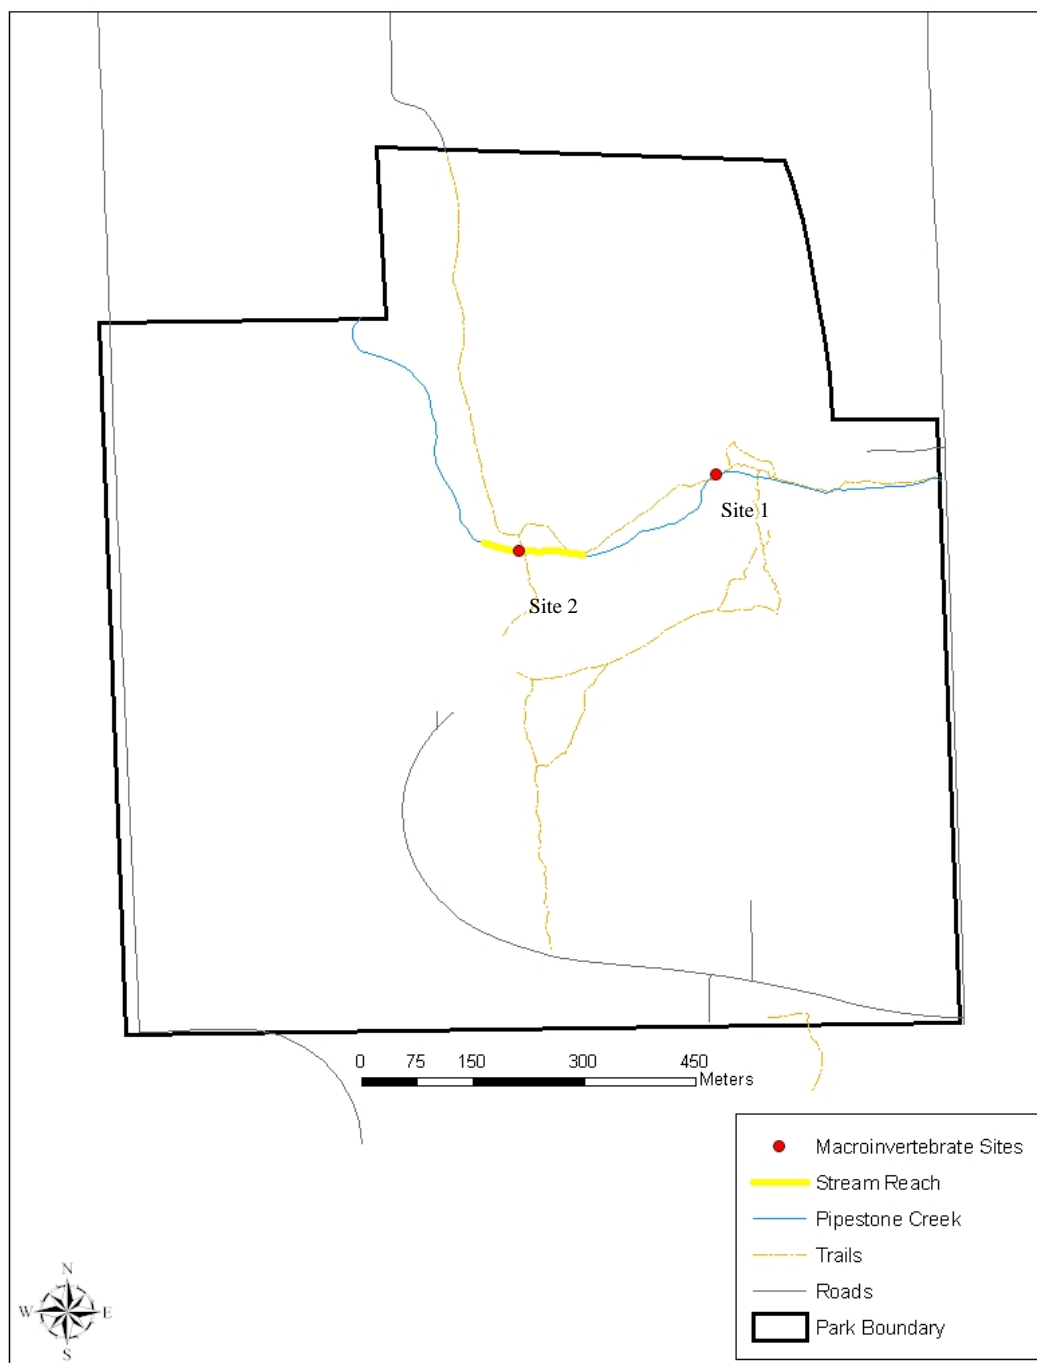 Site 1
Site 2
0 75 150 300 450
Meters
Macroinvertebrate Sites
Stream Reach
Pipestone Creek
Trails
Roads
Park Boundary
N
W E
S